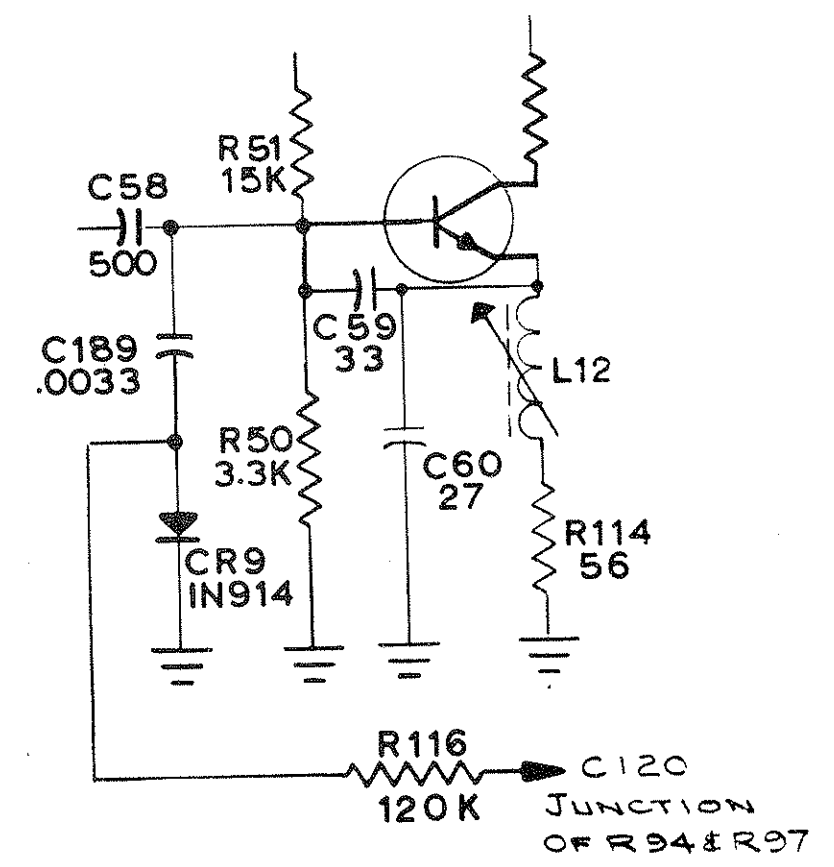 R51
15K
C58
500
C59
33
L12
C189
.0033
R50
3.3K
C60
27
R114
56
CR9
IN914
R116
120K
C120
JUNCTION
OF R94 & R97